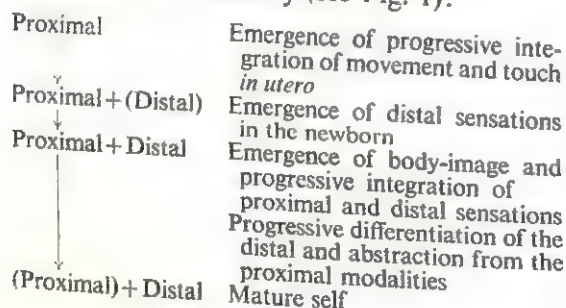 Proximal
Emergence of progressive inte-
gration of movement and touch
in utero
Proximal+(Distal)
Emergence of distal sensations
in the newborn
Proximal+Distal
Emergence of body-image and
progressive integration of
proximal and distal sensations
Progressive differentiation of the
distal and abstraction from the
proximal modalities
(Proximal)+Distal
Mature self